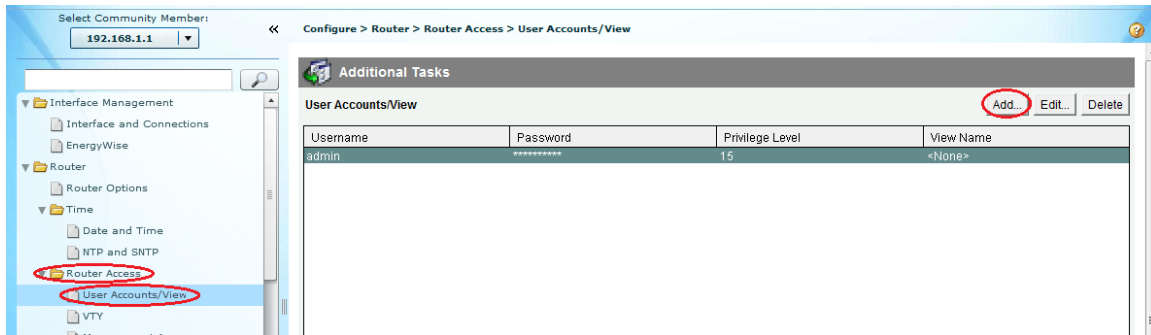 Select Community Member:
192.168.1.1
«
Configure > Router > Router Access > User Accounts/View
?
Additional Tasks
User Accounts/View
Add... Edit... Delete
Username Password Privilege Level View Name
admin ********** 15 <None>
Interface Management
Interface and Connections
EnergyWise
Router
Router Options
Time
Date and Time
NTP and SNTP
Router Access
User Accounts/View
VTY